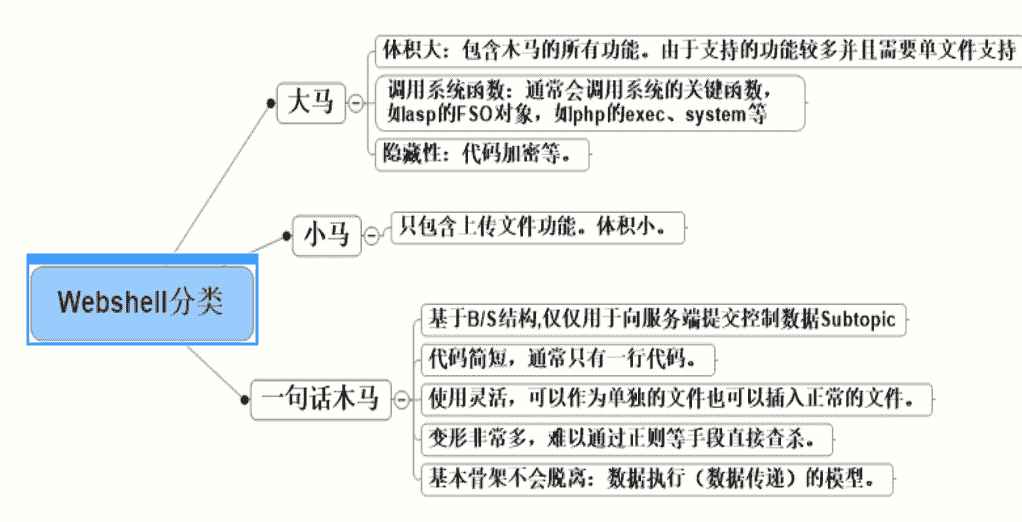 体积大：包含木马的所有功能。由于支持的功能较多并且需要单文件支持
大马
调用系统函数：通常会调用系统的关键函数，
如lasp的FSO对象，如php的exec、system等
隐藏性：代码加密等。
小马
只包含上传文件功能。体积小。
Webshell分类
一句话木马
基于B/S结构,仅仅用于向服务端提交控制数据Subtopic
代码简短，通常只有一行代码。
使用灵活，可以作为单独的文件也可以插入正常的文件。
变形非常多，难以通过正则等手段直接查杀。
基本骨架不会脱离：数据执行（数据传递）的模型。